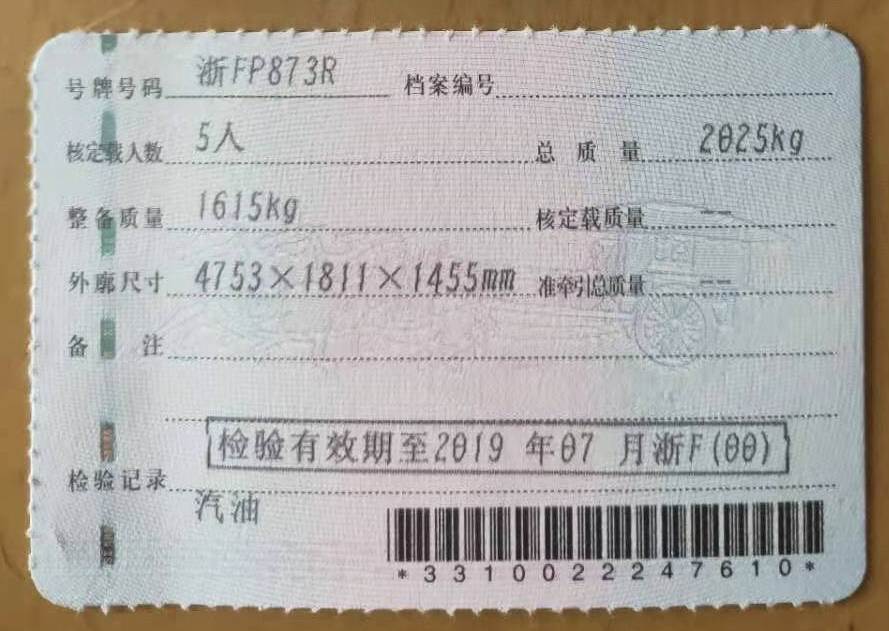 号牌号码 浙FP873R 档案编号
核定载人数 5人 总质量 2025kg
整备质量 1615kg 核定载质量 --
外廓尺寸 4753×1811×1455mm 准牵引总质量 --
备注
检验有效期至2019 年07 月浙F(00)
检验记录
汽油
*3310022247610*